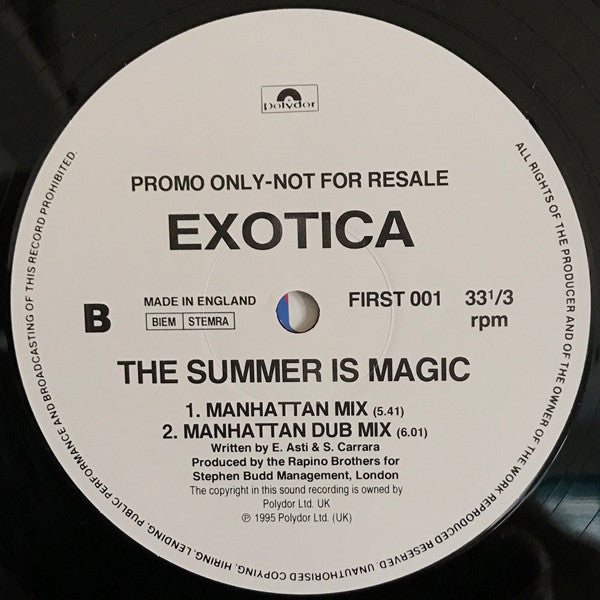 polydor
PROMO ONLY-NOT FOR RESALE
EXOTICA
B
MADE IN ENGLAND
BIEM STEMRA
FIRST 001
33 1/3
rpm
THE SUMMER IS MAGIC
1. MANHATTAN MIX (5.41)
2. MANHATTAN DUB MIX (6.01)
Written by E. Asti & S. Carrara
Produced by the Rapino Brothers for
Stephen Budd Management, London
The copyright in this sound recording is owned by
Polydor Ltd. UK
℗ 1995 Polydor Ltd. (UK)
ALL RIGHTS OF THE PRODUCER AND OF THE OWNER OF THE WORK REPRODUCED RESERVED. UNAUTHORISED COPYING, HIRING, LENDING, PUBLIC PERFORMANCE AND BROADCASTING OF THIS RECORD PROHIBITED.